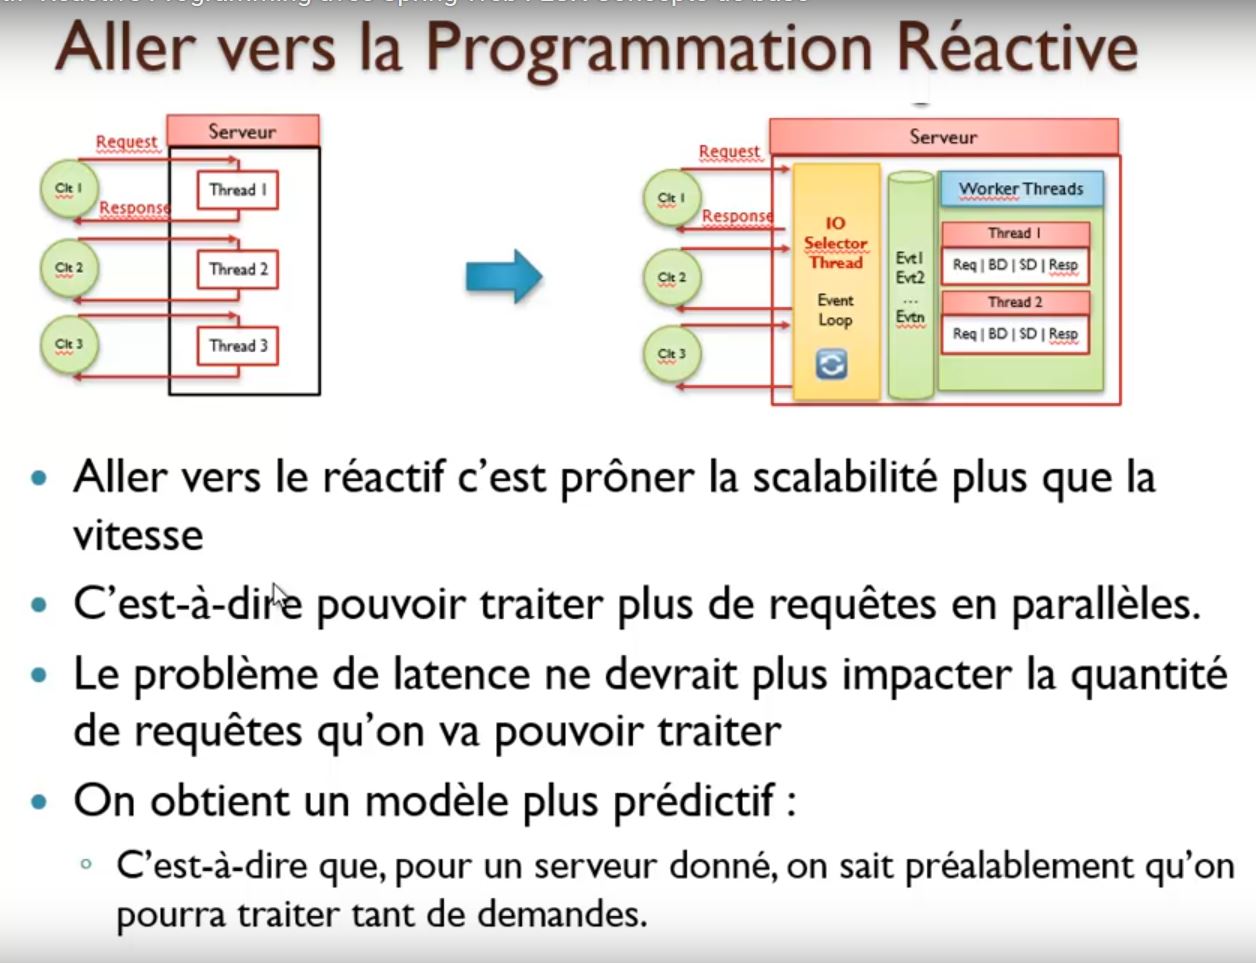 Aller vers la Programmation Réactive
Serveur
Request
Clt 1
Thread 1
Response
Clt 2
Thread 2
Clt 3
Thread 3
Serveur
Request
Clt 1
Response
Clt 2
Clt 3
IO
Selector
Thread
Event
Loop
Evt1
Evt2
...
Evtn
Worker Threads
Thread 1
Req | BD | SD | Resp
Thread 2
Req | BD | SD | Resp
• Aller vers le réactif c’est prôner la scalabilité plus que la
vitesse
• C’est-à-dire pouvoir traiter plus de requêtes en parallèles.
• Le problème de latence ne devrait plus impacter la quantité
de requêtes qu’on va pouvoir traiter
• On obtient un modèle plus prédictif :
◦ C’est-à-dire que, pour un serveur donné, on sait préalablement qu’on
pourra traiter tant de demandes.